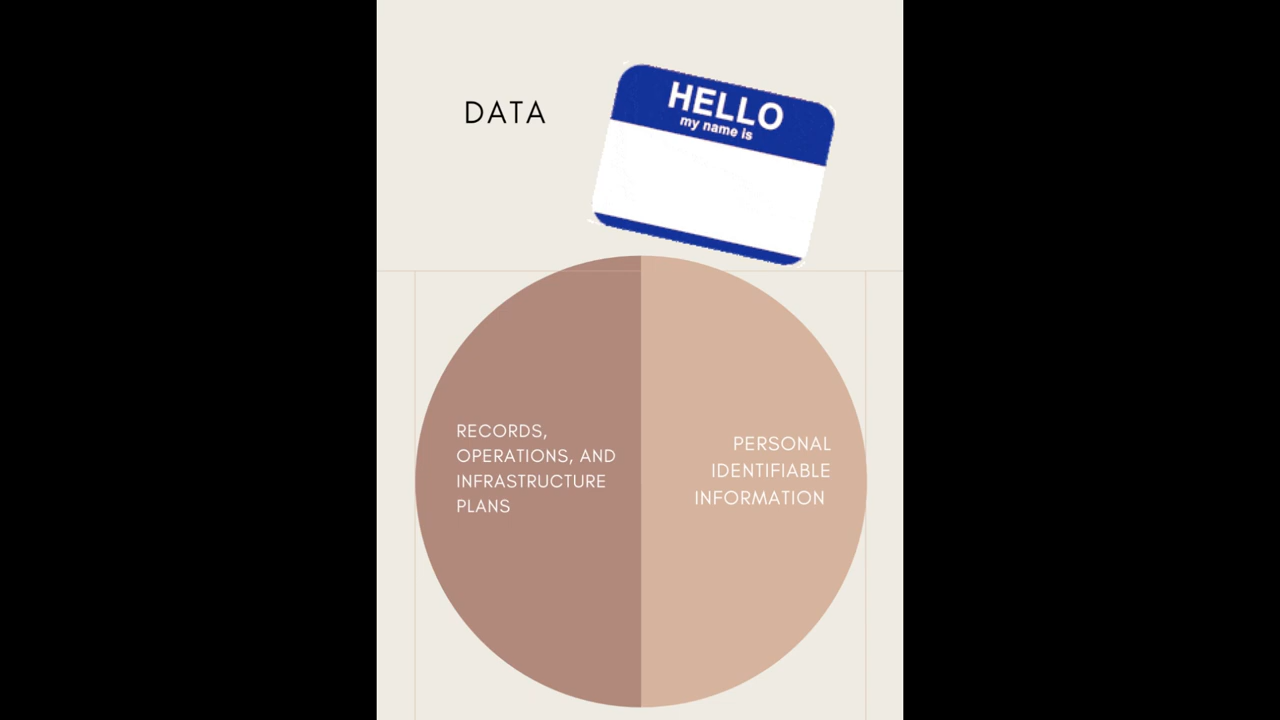 DATA
HELLO
my name is
RECORDS,
OPERATIONS, AND
INFRASTRUCTURE
PLANS
PERSONAL
IDENTIFIABLE
INFORMATION